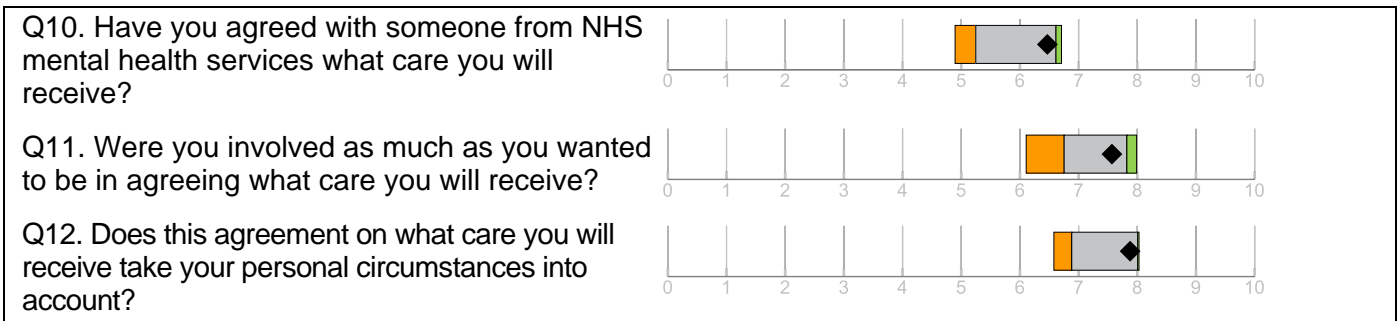 Q10. Have you agreed with someone from NHS
mental health services what care you will
receive?
0 1 2 3 4 5 6 7 8 9 10
Q11. Were you involved as much as you wanted
to be in agreeing what care you will receive?
0 1 2 3 4 5 6 7 8 9 10
Q12. Does this agreement on what care you will
receive take your personal circumstances into
account?
0 1 2 3 4 5 6 7 8 9 10